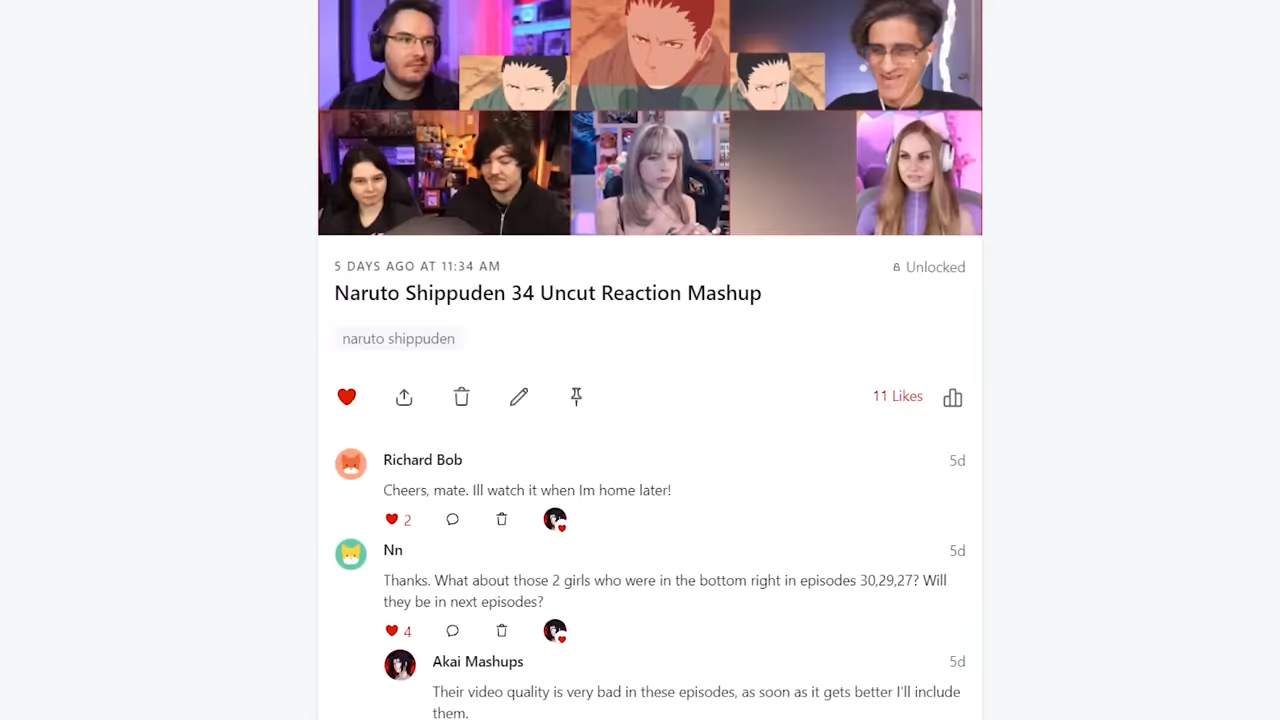 5 DAYS AGO AT 11:34 AM
Unlocked
Naruto Shippuden 34 Uncut Reaction Mashup
naruto shippuden
11 Likes
Richard Bob
5d
Cheers, mate. Ill watch it when Im home later!
2
Nn
5d
Thanks. What about those 2 girls who were in the bottom right in episodes 30,29,27? Will
they be in next episodes?
4
Akai Mashups
5d
Their video quality is very bad in these episodes, as soon as it gets better I'll include
them.